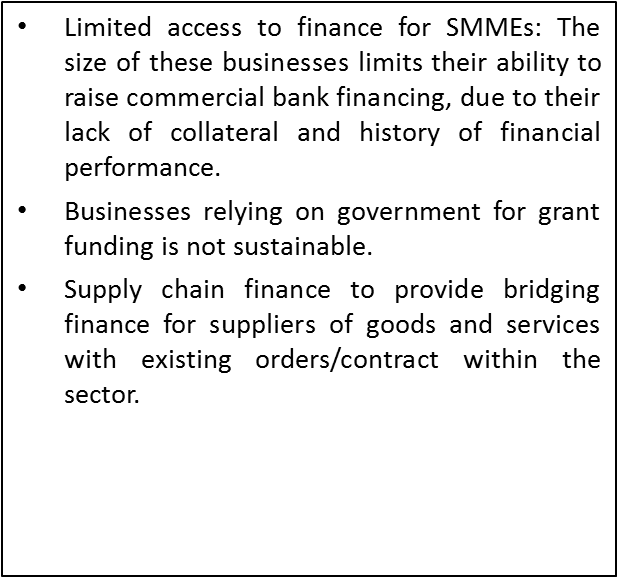 • Limited access to finance for SMMEs: The
size of these businesses limits their ability to
raise commercial bank financing, due to their
lack of collateral and history of financial
performance.
• Businesses relying on government for grant
funding is not sustainable.
• Supply chain finance to provide bridging
finance for suppliers of goods and services
with existing orders/contract within the
sector.